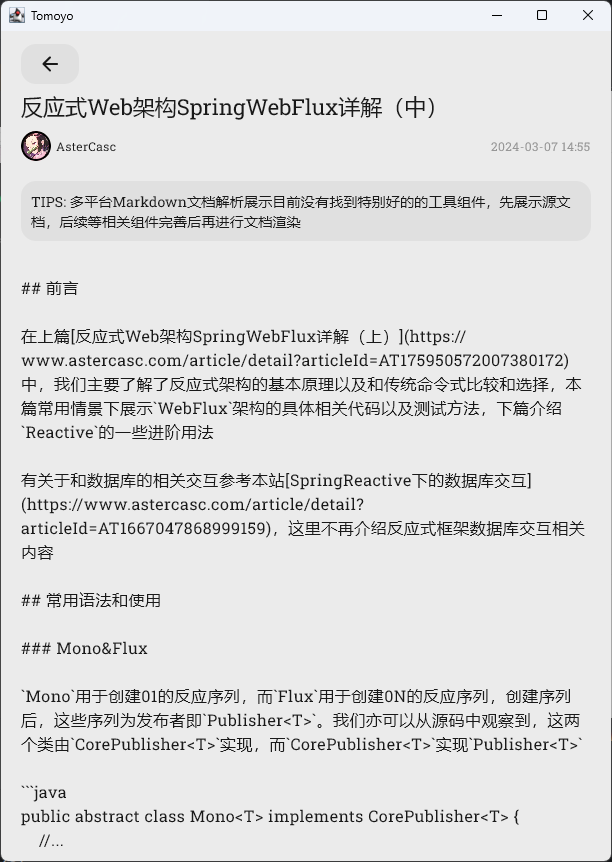 Tomoyo
反应式Web架构SpringWebFlux详解（中）
AsterCasc
2024-03-07 14:55
TIPS: 多平台Markdown文档解析展示目前没有找到特别好的的工具组件，先展示源文
档，后续等相关组件完善后再进行文档渲染
## 前言
在上篇[反应式Web架构SpringWebFlux详解（上）](https://
www.astercasc.com/article/detail?articleId=AT175950572007380172)
中，我们主要了解了反应式架构的基本原理以及和传统命令式比较和选择，本
篇常用情景下展示`WebFlux`架构的具体相关代码以及测试方法，下篇介绍
`Reactive`的一些进阶用法
有关于和数据库的相关交互参考本站[SpringReactive下的数据库交互]
(https://www.astercasc.com/article/detail?
articleId=AT1667047868999159)，这里不再介绍反应式框架数据库交互相关
内容
## 常用语法和使用
### Mono&Flux
`Mono`用于创建01的反应序列，而`Flux`用于创建0N的反应序列，创建序列
后，这些序列为发布者即`Publisher<T>`。我们亦可以从源码中观察到，这两
个类由`CorePublisher<T>`实现，而`CorePublisher<T>`实现`Publisher<T>`
```java
public abstract class Mono<T> implements CorePublisher<T> {
//...